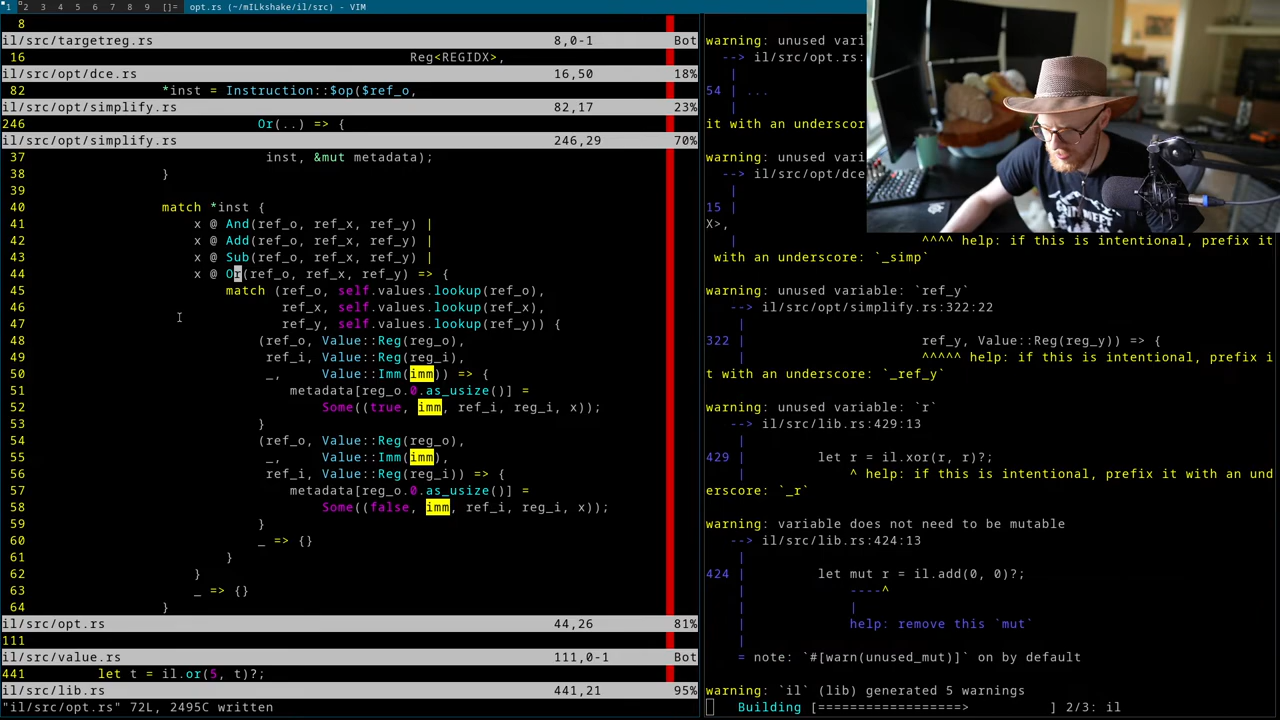 1 2 3 4 5 6 7 8 9 []= opt.rs (~/mILkshake/il/src) - VIM
8
il/src/targetreg.rs 8,0-1 Bot
16 Reg<REGIDX>,
il/src/opt/dce.rs 16,50 18%
82 *inst = Instruction::$op($ref_o,
il/src/opt/simplify.rs 82,17 23%
246 Or(..) => {
il/src/opt/simplify.rs 246,29 70%
37 inst, &mut metadata);
38 }
39
40 match *inst {
41 x @ And(ref_o, ref_x, ref_y) |
42 x @ Add(ref_o, ref_x, ref_y) |
43 x @ Sub(ref_o, ref_x, ref_y) |
44 x @ Or(ref_o, ref_x, ref_y) => {
45 match (ref_o, self.values.lookup(ref_o),
46 ref_x, self.values.lookup(ref_x),
47 ref_y, self.values.lookup(ref_y)) {
48 (ref_o, Value::Reg(reg_o),
49 ref_i, Value::Reg(reg_i),
50 _, Value::Imm(imm)) => {
51 metadata[reg_o.0.as_usize()] =
52 Some((true, imm, ref_i, reg_i, x));
53 }
54 (ref_o, Value::Reg(reg_o),
55 _, Value::Imm(imm),
56 ref_i, Value::Reg(reg_i)) => {
57 metadata[reg_o.0.as_usize()] =
58 Some((false, imm, ref_i, reg_i, x));
59 }
60 _ => {}
61 }
62 }
63 _ => {}
64 }
il/src/opt.rs 44,26 81%
111
il/src/value.rs 111,0-1 Bot
441 let t = il.or(5, t)?;
il/src/lib.rs 441,21 95%
"il/src/opt.rs" 72L, 2495C written
warning: unused vari
--> il/src/opt.rs:
|
54 | ...
|
it with an underscor
warning: unused vari
--> il/src/opt/dce
|
15 |
X>,
|
^^^^ help: if this is intentional, prefix it
with an underscore: `_simp`
warning: unused variable: `ref_y`
--> il/src/opt/simplify.rs:322:22
|
322 | ref_y, Value::Reg(reg_y)) => {
| ^^^^^ help: if this is intentional, prefix i
t with an underscore: `_ref_y`
warning: unused variable: `r`
--> il/src/lib.rs:429:13
|
429 | let r = il.xor(r, r)?;
| ^ help: if this is intentional, prefix it with an und
erscore: `_r`
warning: variable does not need to be mutable
--> il/src/lib.rs:424:13
|
424 | let mut r = il.add(0, 0)?;
| ----^
| |
| help: remove this `mut`
|
= note: `#[warn(unused_mut)]` on by default
warning: `il` (lib) generated 5 warnings
Building [==================> ] 2/3: il